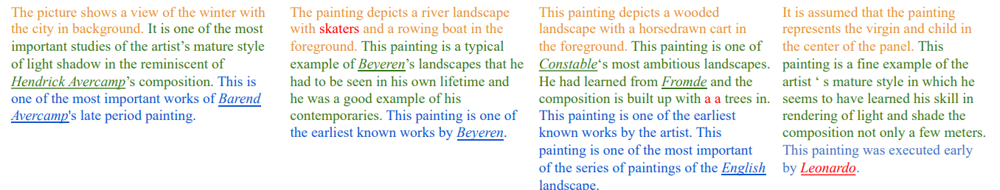 The picture shows a view of the winter with
the city in background. It is one of the most
important studies of the artist's mature style
of light shadow in the reminiscent of
Hendrick Avercamp's composition. This is
one of the most important works of Barend
Avercamp's late period painting.
The painting depicts a river landscape
with skaters and a rowing boat in the
foreground. This painting is a typical
example of Beyeren's landscapes that he
had to be seen in his own lifetime and
he was a good example of his
contemporaries. This painting is one of
the earliest known works by Beyeren.
This painting depicts a wooded
landscape with a horsedrawn cart in
the foreground. This painting is one of
Constable‘s most ambitious landscapes.
He had learned from Fromde and the
composition is built up with a a trees in.
This painting is one of the earliest
known works by the artist. This
painting is one of the most important
of the series of paintings of the English
landscape.
It is assumed that the painting
represents the virgin and child in
the center of the panel. This
painting is a fine example of the
artist ‘ s mature style in which he
seems to have learned his skill in
rendering of light and shade the
composition not only a few meters.
This painting was executed early
by Leonardo.